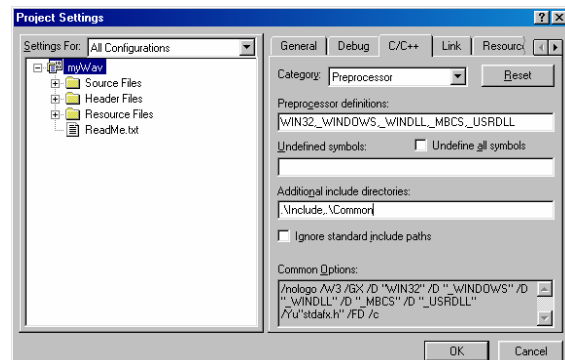 Project Settings
Settings For: All Configurations
myWav
Source Files
Header Files
Resource Files
ReadMe.txt
General Debug C/C++ Link Resourc
Category: Preprocessor Reset
Preprocessor definitions:
WIN32,_WINDOWS,_WINDLL,_MBCS,_USRDLL
Undefined symbols: Undefine all symbols
Additional include directories:
.\Include,.\Common
Ignore standard include paths
Common Options:
/nologo /W3 /GX /D "WIN32" /D "_WINDOWS" /D
"_WINDLL" /D "_MBCS" /D "_USRDLL"
/Yu"stdafx.h" /FD /c
OK Cancel